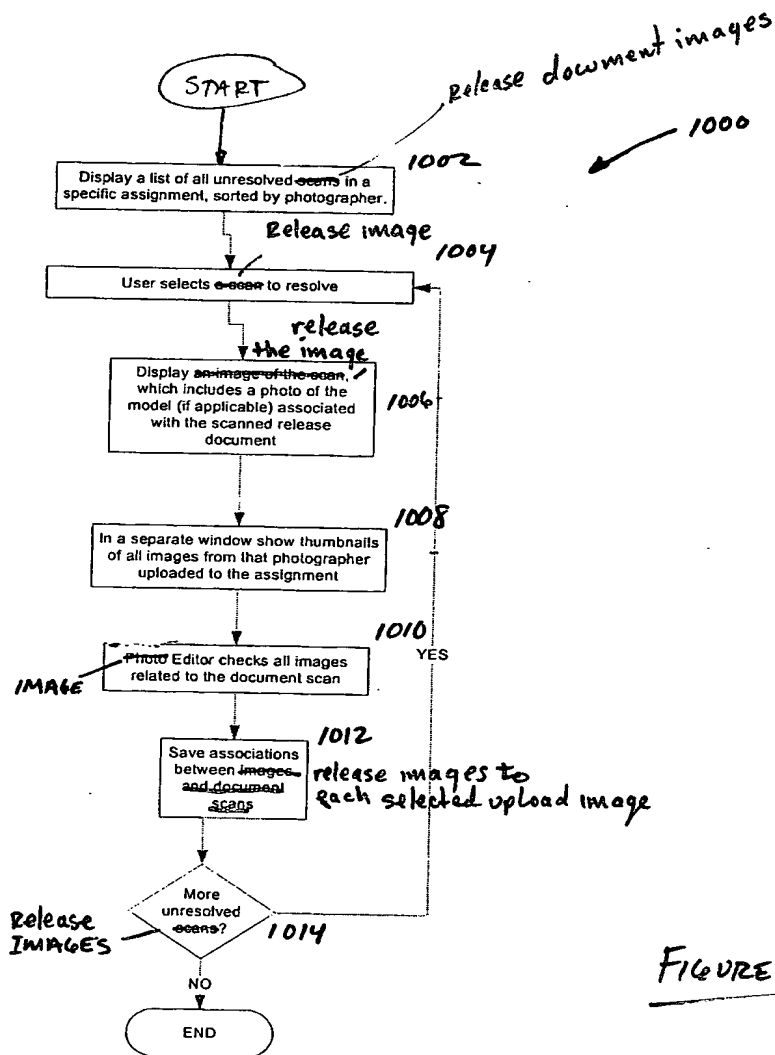 Release document images
START
1000
1002
Display a list of all unresolved scans in a
specific assignment, sorted by photographer.
Release image
1004
User selects a scan to resolve
release
the image
Display an image of the scan,
which includes a photo of the
model (if applicable) associated
with the scanned release
document
1006
1008
In a separate window show thumbnails
of all images from that photographer
uploaded to the assignment
1010
YES
Photo Editor checks all images
related to the document scan
IMAGE
1012
Save associations
between images
and document
scans
release images to
each selected upload image
More
unresolved
scans?
Release
IMAGES
1014
NO
END
FIGURE